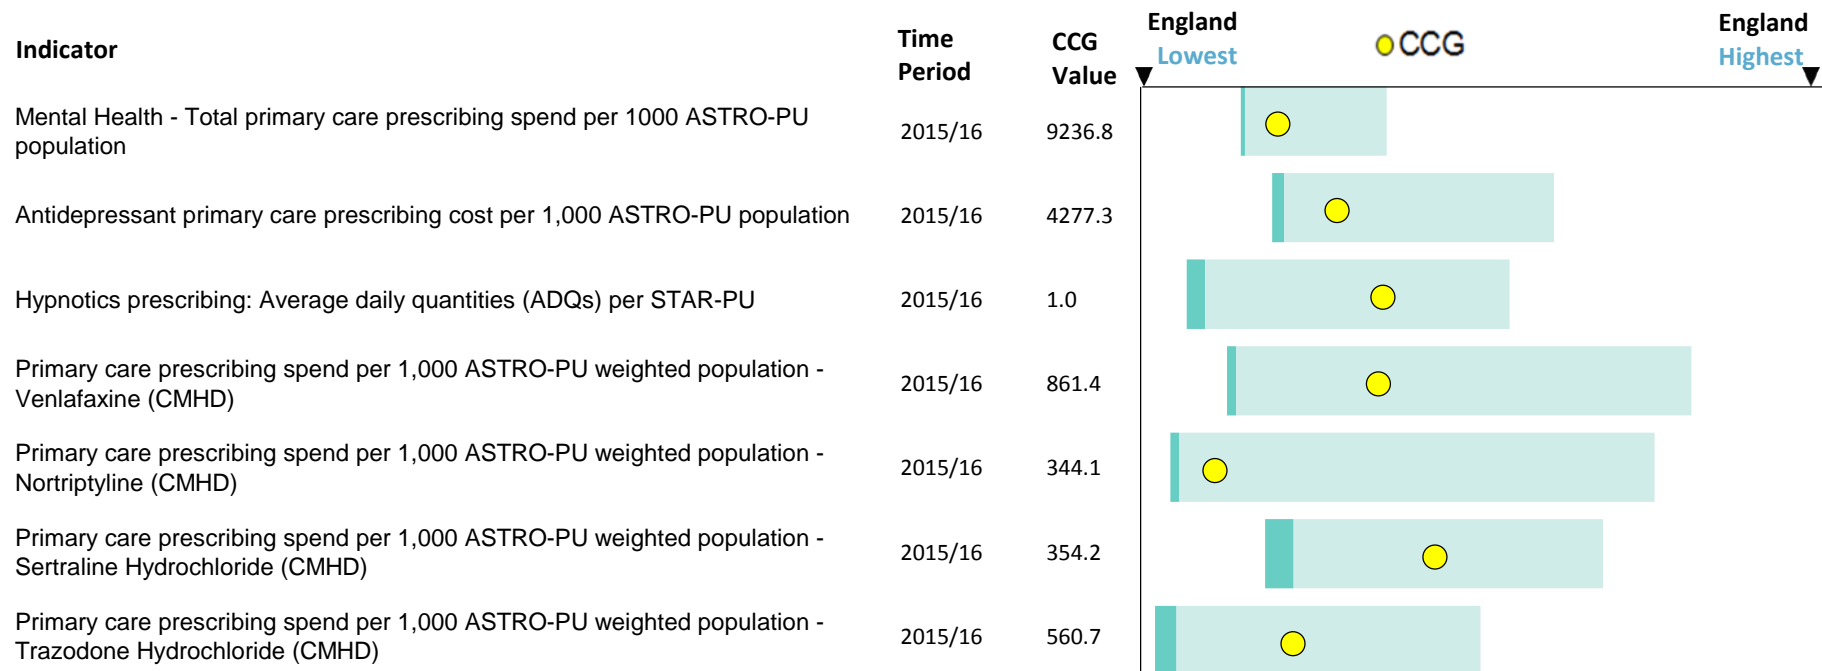 Indicator
Time
Period
CCG
Value
England
Lowest
CCG
England
Highest
Mental Health - Total primary care prescribing spend per 1000 ASTRO-PU
population
2015/16
9236.8
Antidepressant primary care prescribing cost per 1,000 ASTRO-PU population
2015/16
4277.3
Hypnotics prescribing: Average daily quantities (ADQs) per STAR-PU
2015/16
1.0
Primary care prescribing spend per 1,000 ASTRO-PU weighted population -
Venlafaxine (CMHD)
2015/16
861.4
Primary care prescribing spend per 1,000 ASTRO-PU weighted population -
Nortriptyline (CMHD)
2015/16
344.1
Primary care prescribing spend per 1,000 ASTRO-PU weighted population -
Sertraline Hydrochloride (CMHD)
2015/16
354.2
Primary care prescribing spend per 1,000 ASTRO-PU weighted population -
Trazodone Hydrochloride (CMHD)
2015/16
560.7